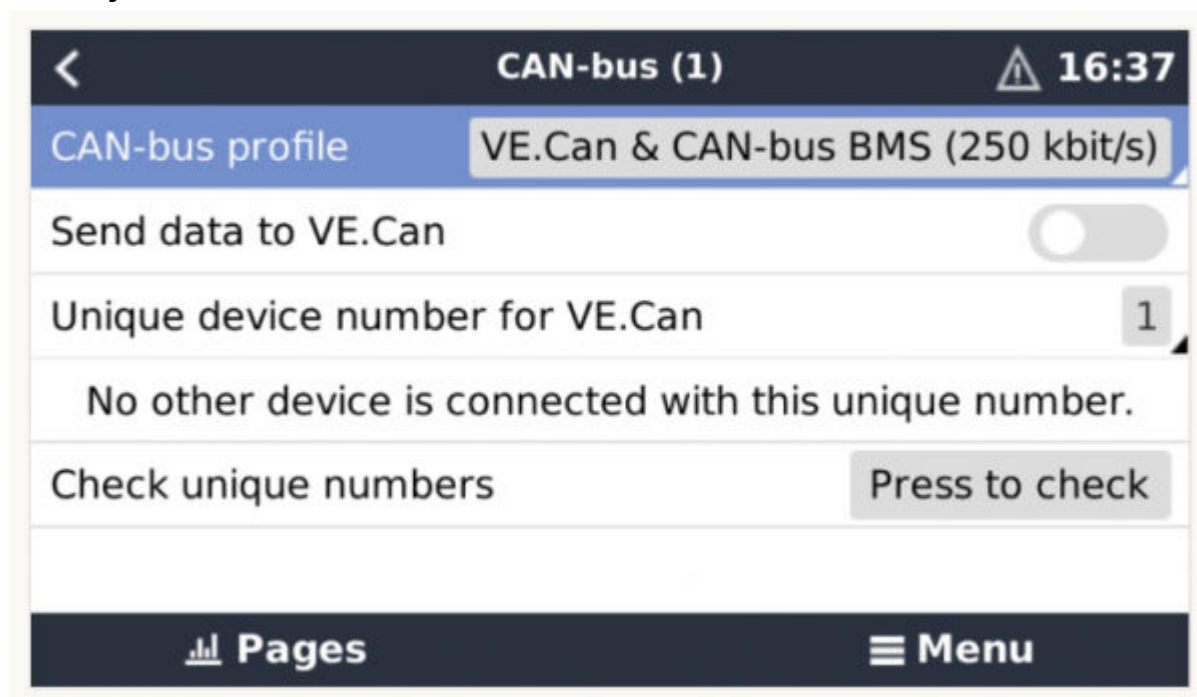 CAN-bus (1) 16:37
CAN-bus profile VE.Can & CAN-bus BMS (250 kbit/s)
Send data to VE.Can
Unique device number for VE.Can 1
No other device is connected with this unique number.
Check unique numbers Press to check
Pages Menu